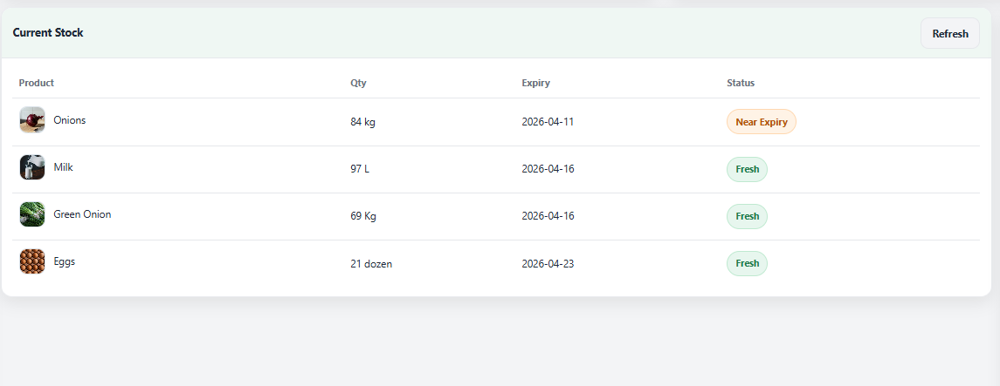 Current Stock
Refresh
Product Qty Expiry Status
Onions 84 kg 2026-04-11 Near Expiry
Milk 97 L 2026-04-16 Fresh
Green Onion 69 Kg 2026-04-16 Fresh
Eggs 21 dozen 2026-04-23 Fresh